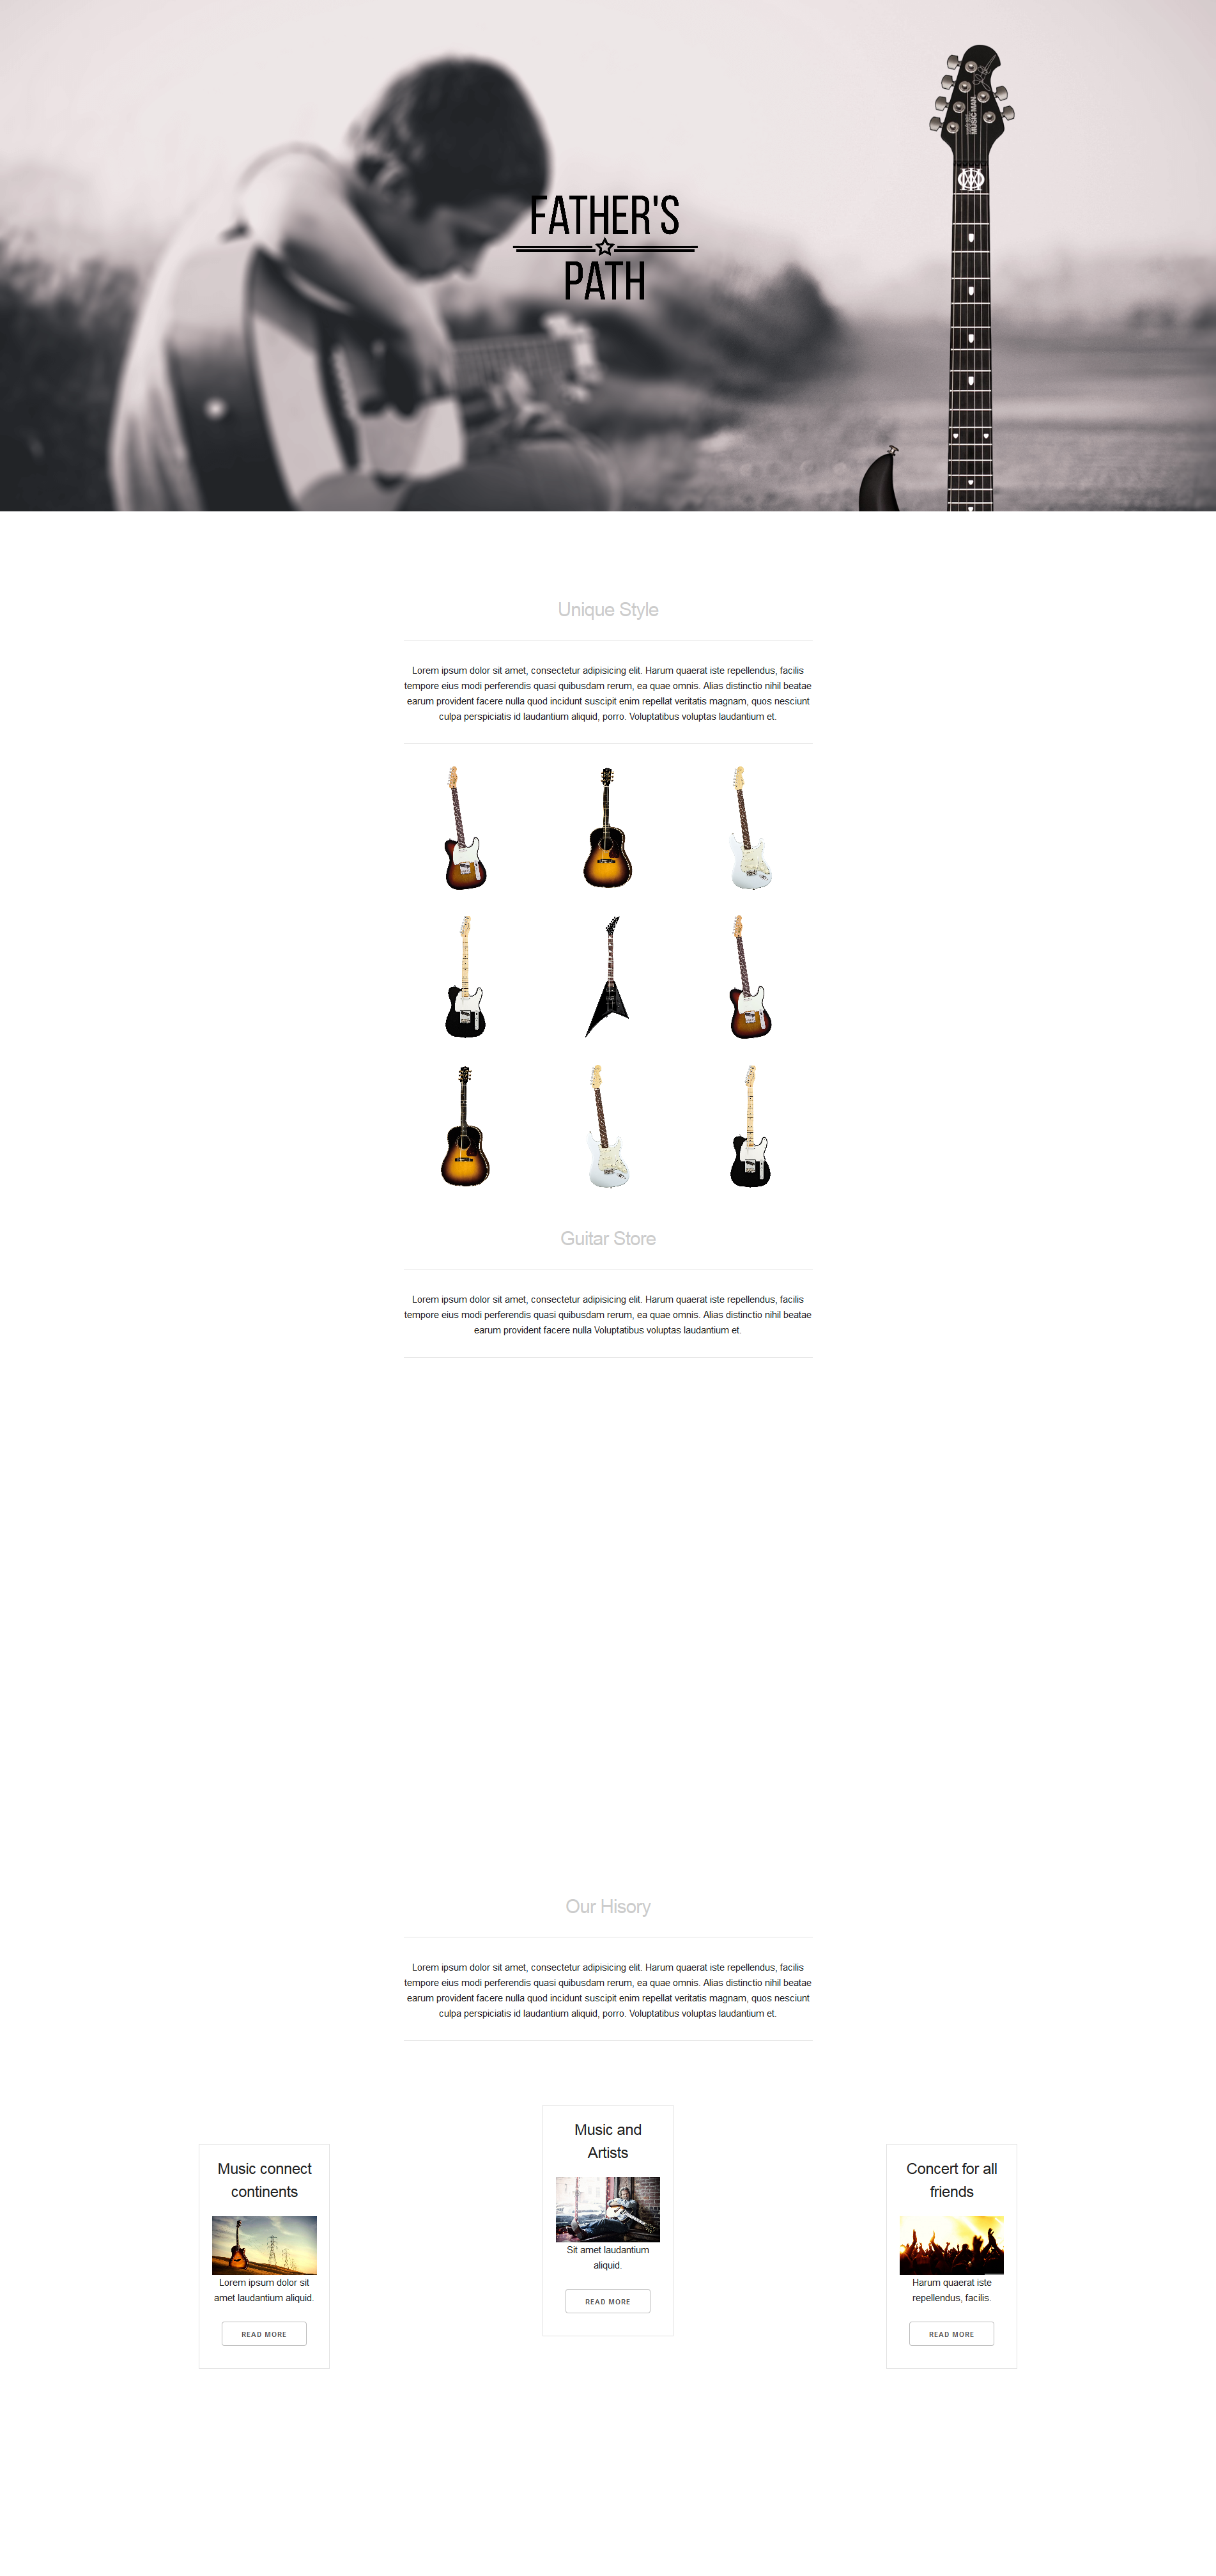 FATHER'S
PATH
MUSIC MAN
Unique Style
Lorem ipsum dolor sit amet, consectetur adipisicing elit. Harum quaerat iste repellendus, facilis
tempore eius modi perferendis quasi quibusdam rerum, ea quae omnis. Alias distinctio nihil beatae
earum provident facere nulla quod incidunt suscipit enim repellat veritatis magnam, quos nesciunt
culpa perspiciatis id laudantium aliquid, porro. Voluptatibus voluptas laudantium et.
Guitar Store
Lorem ipsum dolor sit amet, consectetur adipisicing elit. Harum quaerat iste repellendus, facilis
tempore eius modi perferendis quasi quibusdam rerum, ea quae omnis. Alias distinctio nihil beatae
earum provident facere nulla Voluptatibus voluptas laudantium et.
Our Hisory
Lorem ipsum dolor sit amet, consectetur adipisicing elit. Harum quaerat iste repellendus, facilis
tempore eius modi perferendis quasi quibusdam rerum, ea quae omnis. Alias distinctio nihil beatae
earum provident facere nulla quod incidunt suscipit enim repellat veritatis magnam, quos nesciunt
culpa perspiciatis id laudantium aliquid, porro. Voluptatibus voluptas laudantium et.
Music connect
continents
Lorem ipsum dolor sit
amet laudantium aliquid.
READ MORE
Music and
Artists
Sit amet laudantium
aliquid.
READ MORE
Concert for all
friends
Harum quaerat iste
repellendus, facilis.
READ MORE